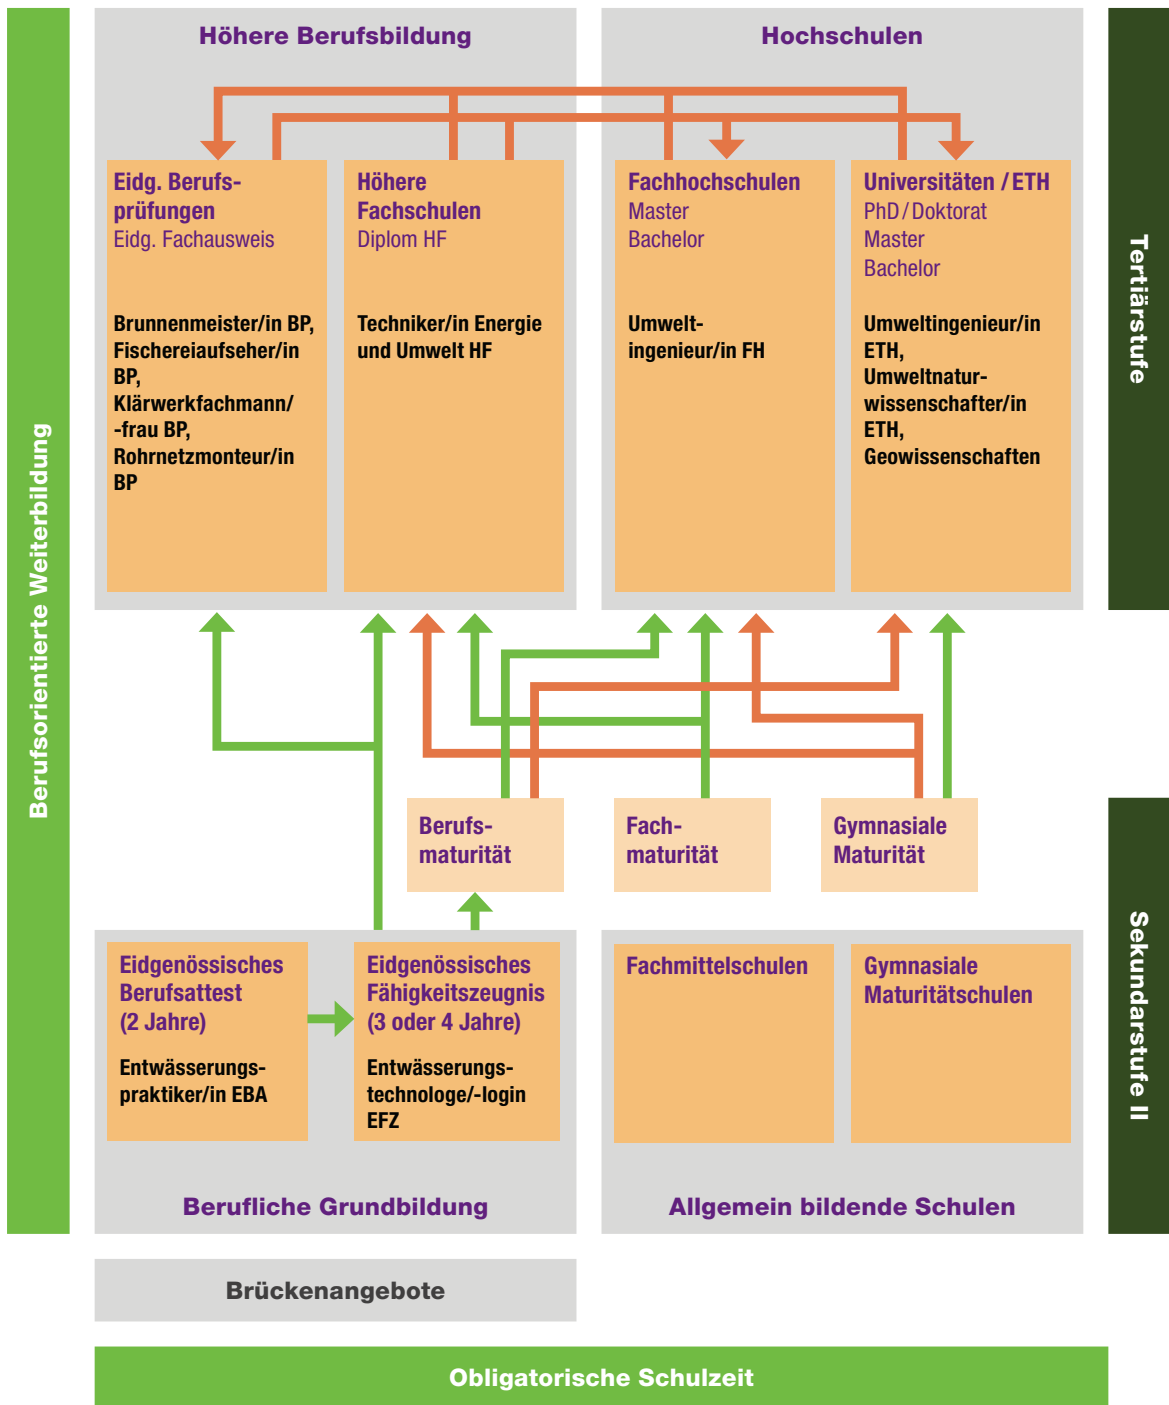 Höhere Berufsbildung
Hochschulen
Eidg. Berufs-
prüfungen
Eidg. Fachausweis
Brunnenmeister/in BP,
Fischereiaufseher/in
BP,
Klärwerkfachmann/
-frau BP,
Rohrnetzmonteur/in
BP
Höhere
Fachschulen
Diplom HF
Techniker/in Energie
und Umwelt HF
Fachhochschulen
Master
Bachelor
Umwelt-
ingenieur/in FH
Universitäten / ETH
PhD / Doktorat
Master
Bachelor
Umweltingenieur/in
ETH,
Umweltnatur-
wissenschafter/in
ETH,
Geowissenschaften
Tertiärstufe
Berufsorientierte Weiterbildung
Berufs-
maturität
Fach-
maturität
Gymnasiale
Maturität
Eidgenössisches
Berufsattest
(2 Jahre)
Entwässerungs-
praktiker/in EBA
Eidgenössisches
Fähigkeitszeugnis
(3 oder 4 Jahre)
Entwässerungs-
technologe/-login
EFZ
Fachmittelschulen
Gymnasiale
Maturitätschulen
Sekundarstufe II
Berufliche Grundbildung
Allgemein bildende Schulen
Brückenangebote
Obligatorische Schulzeit